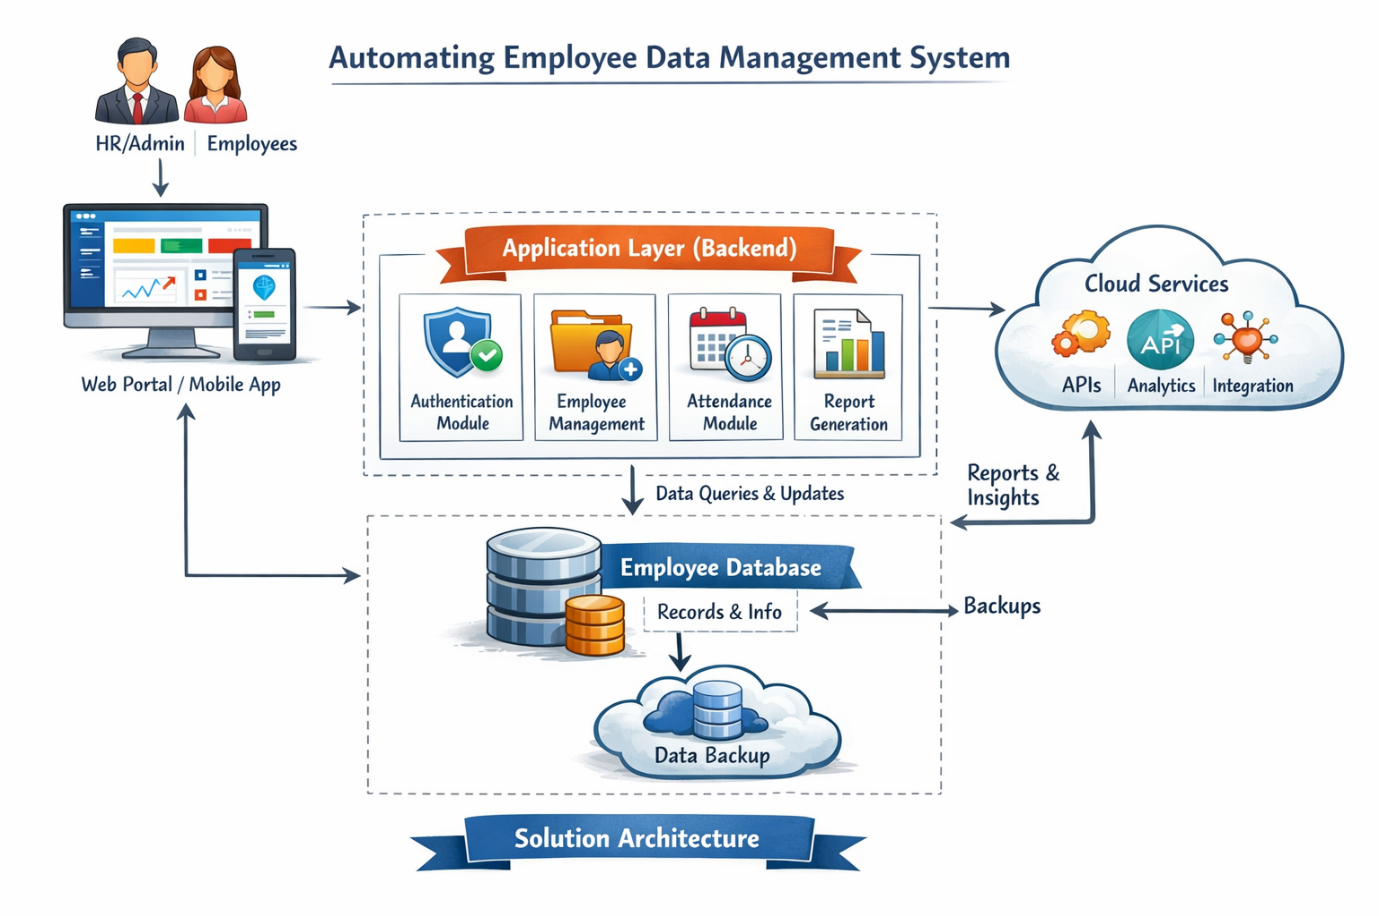 Automating Employee Data Management System
HR/Admin
Employees
Web Portal / Mobile App
Application Layer (Backend)
Authentication
Module
Employee
Management
Attendance
Module
Report
Generation
Cloud Services
API
APIs
Analytics
Integration
Data Queries & Updates
Reports &
Insights
Employee Database
Records & Info
Backups
Data Backup
Solution Architecture